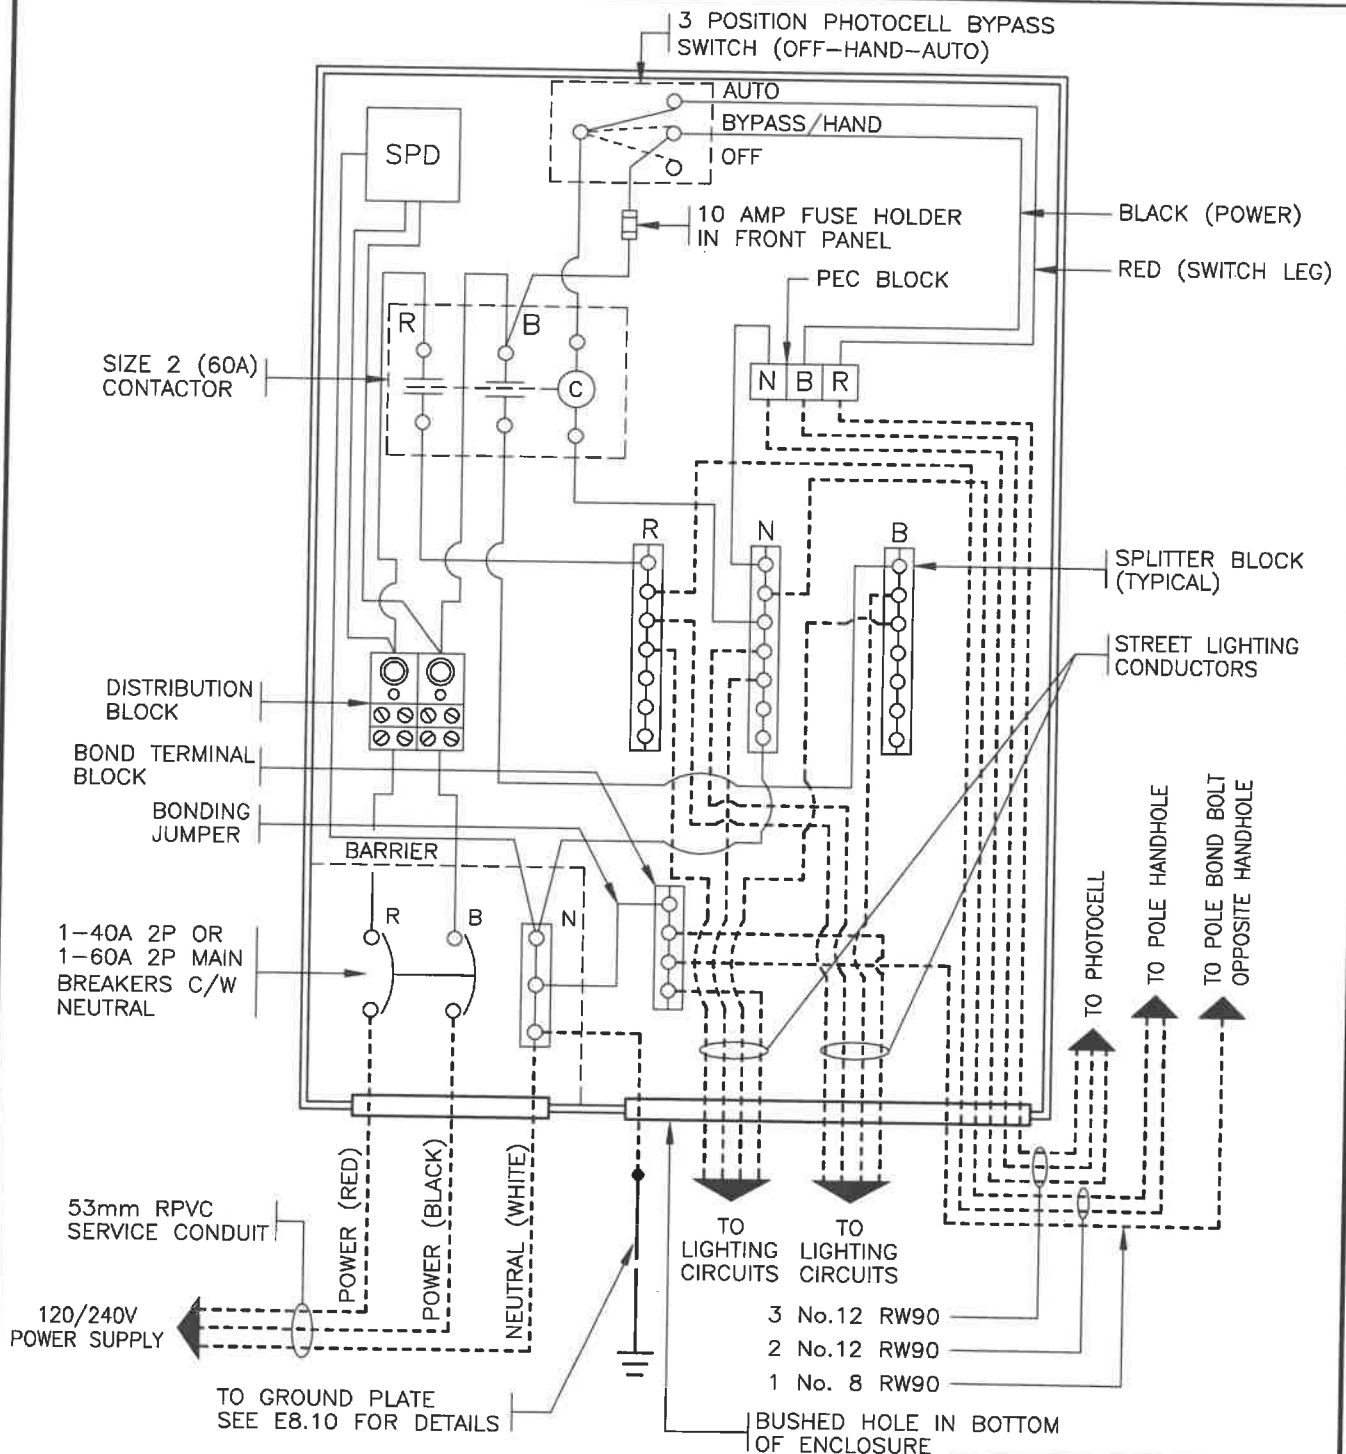 3 POSITION PHOTOCELL BYPASS
SWITCH (OFF-HAND-AUTO)
AUTO
BYPASS/HAND
OFF
SPD
10 AMP FUSE HOLDER
IN FRONT PANEL
BLACK (POWER)
RED (SWITCH LEG)
PEC BLOCK
R
B
SIZE 2 (60A)
CONTACTOR
C
N B R
R
N
B
SPLITTER BLOCK
(TYPICAL)
STREET LIGHTING
CONDUCTORS
DISTRIBUTION
BLOCK
BOND TERMINAL
BLOCK
BONDING
JUMPER
BARRIER
R
B
N
1-40A 2P OR
1-60A 2P MAIN
BREAKERS C/W
NEUTRAL
TO PHOTOCELL
TO POLE HANDHOLE
TO POLE BOND BOLT
OPPOSITE HANDHOLE
53mm RPVC
SERVICE CONDUIT
POWER (RED)
POWER (BLACK)
NEUTRAL (WHITE)
120/240V
POWER SUPPLY
TO
LIGHTING
CIRCUITS
TO
LIGHTING
CIRCUITS
3 No.12 RW90
2 No.12 RW90
1 No. 8 RW90
TO GROUND PLATE
SEE E8.10 FOR DETAILS
BUSHED HOLE IN BOTTOM
OF ENCLOSURE